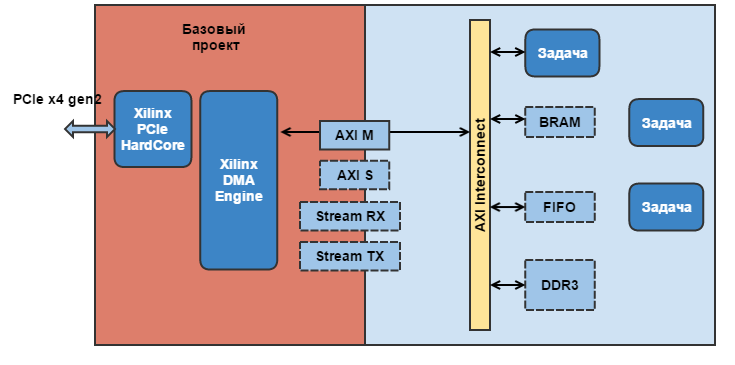 Базовый
проект
PCIe x4 gen2
Xilinx
PCIe
HardCore
Xilinx
DMA
Engine
AXI M
AXI S
Stream RX
Stream TX
AXI Interconnect
Задача
BRAM
Задача
FIFO
Задача
DDR3